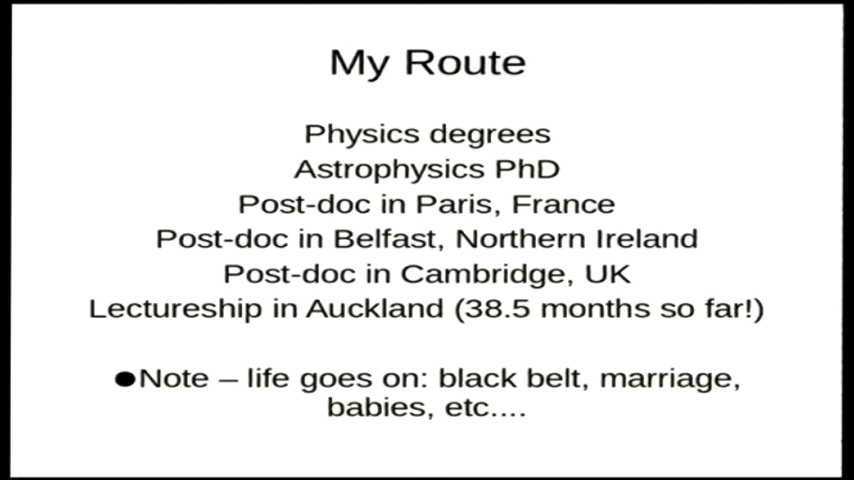 My Route
Physics degrees
Astrophysics PhD
Post-doc in Paris, France
Post-doc in Belfast, Northern Ireland
Post-doc in Cambridge, UK
Lectureship in Auckland (38.5 months so far!)
●Note – life goes on: black belt, marriage,
babies, etc....